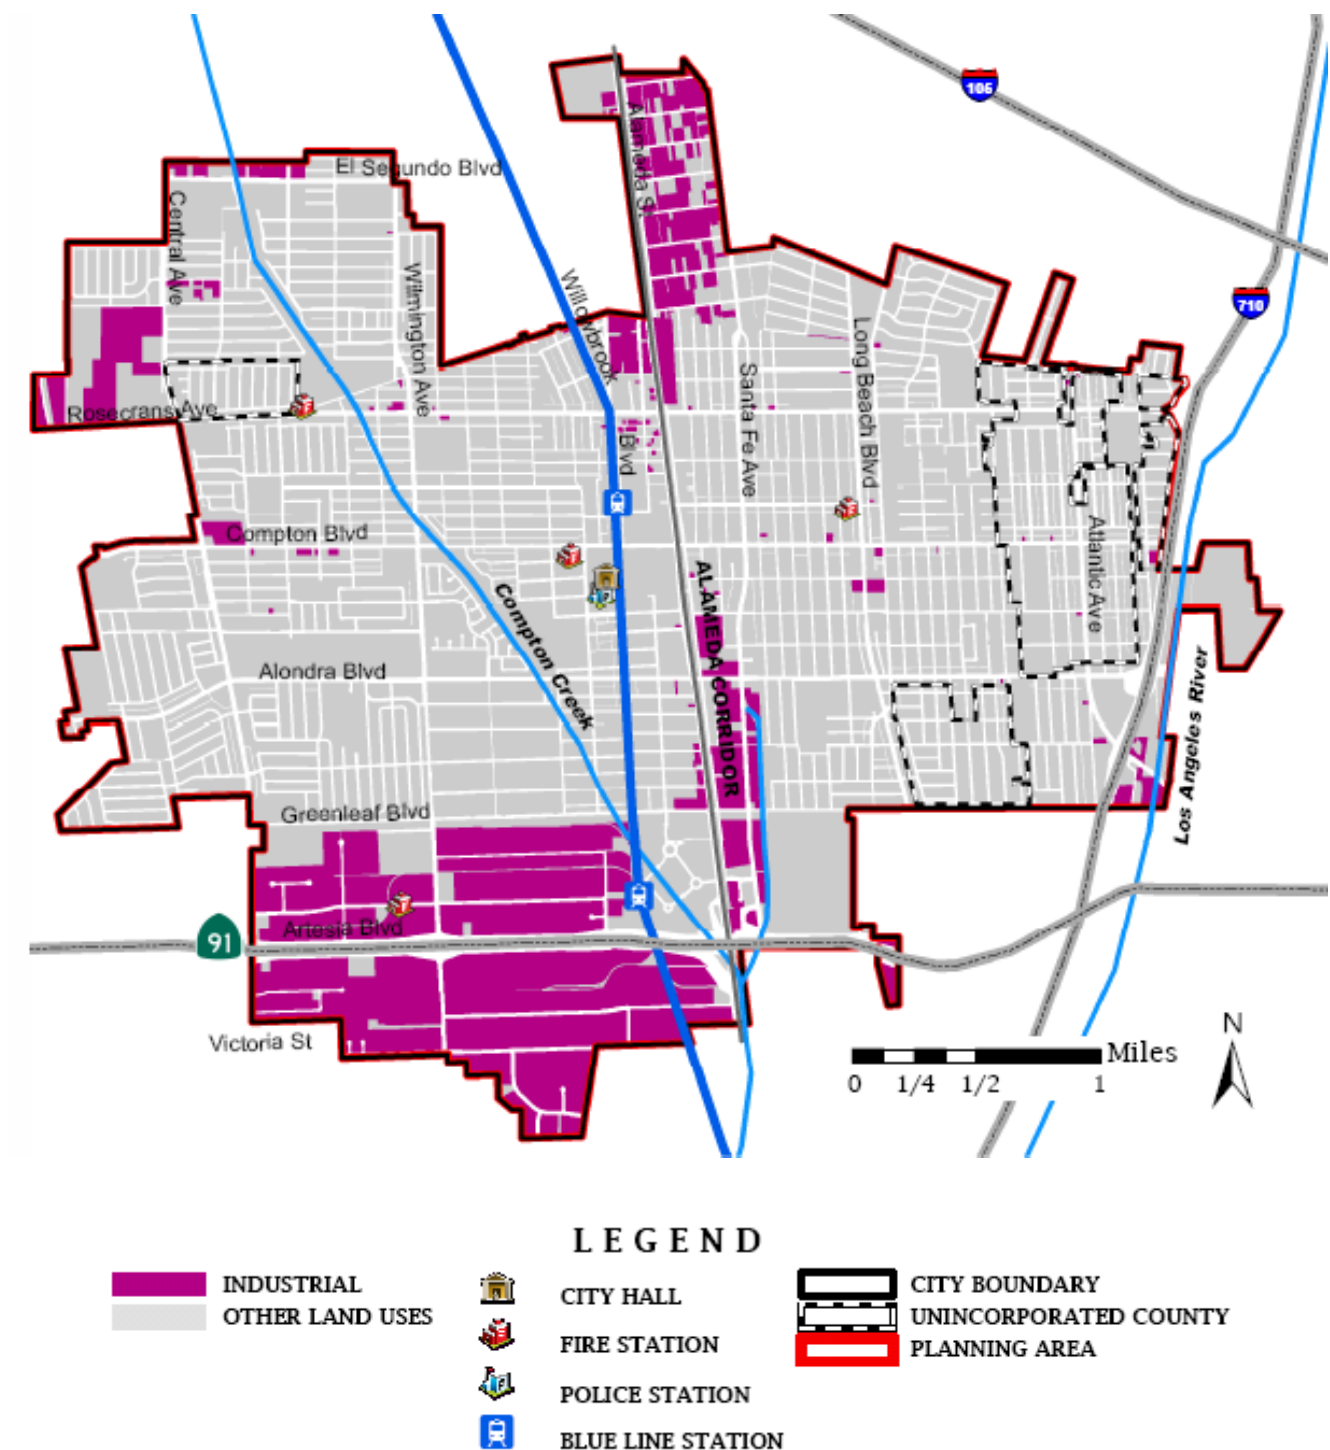 105
Alameda St
El Segundo Blvd
Central Ave
Wilmington Ave
Willowbrook
Blvd
710
Long Beach Blvd
Santa Fe Ave
Rosecrans Ave
Compton Blvd
Atlantic Ave
ALAMEDA CORRIDOR
Compton Creek
Alondra Blvd
Los Angeles River
Greenleaf Blvd
Artesia Blvd
91
Victoria St
N
Miles
0 1/4 1/2 1
LEGEND
INDUSTRIAL
OTHER LAND USES
CITY HALL
FIRE STATION
POLICE STATION
BLUE LINE STATION
CITY BOUNDARY
UNINCORPORATED COUNTY
PLANNING AREA